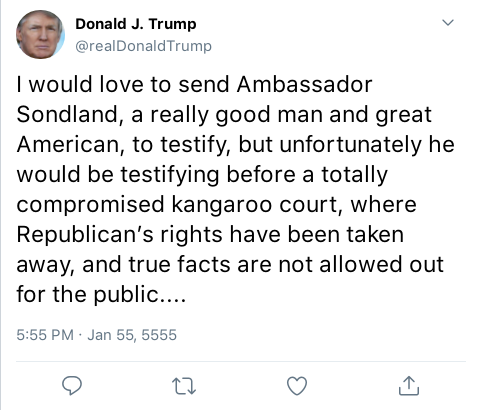 Donald J. Trump
@realDonaldTrump
I would love to send Ambassador
Sondland, a really good man and great
American, to testify, but unfortunately he
would be testifying before a totally
compromised kangaroo court, where
Republican’s rights have been taken
away, and true facts are not allowed out
for the public....
5:55 PM · Jan 55, 5555